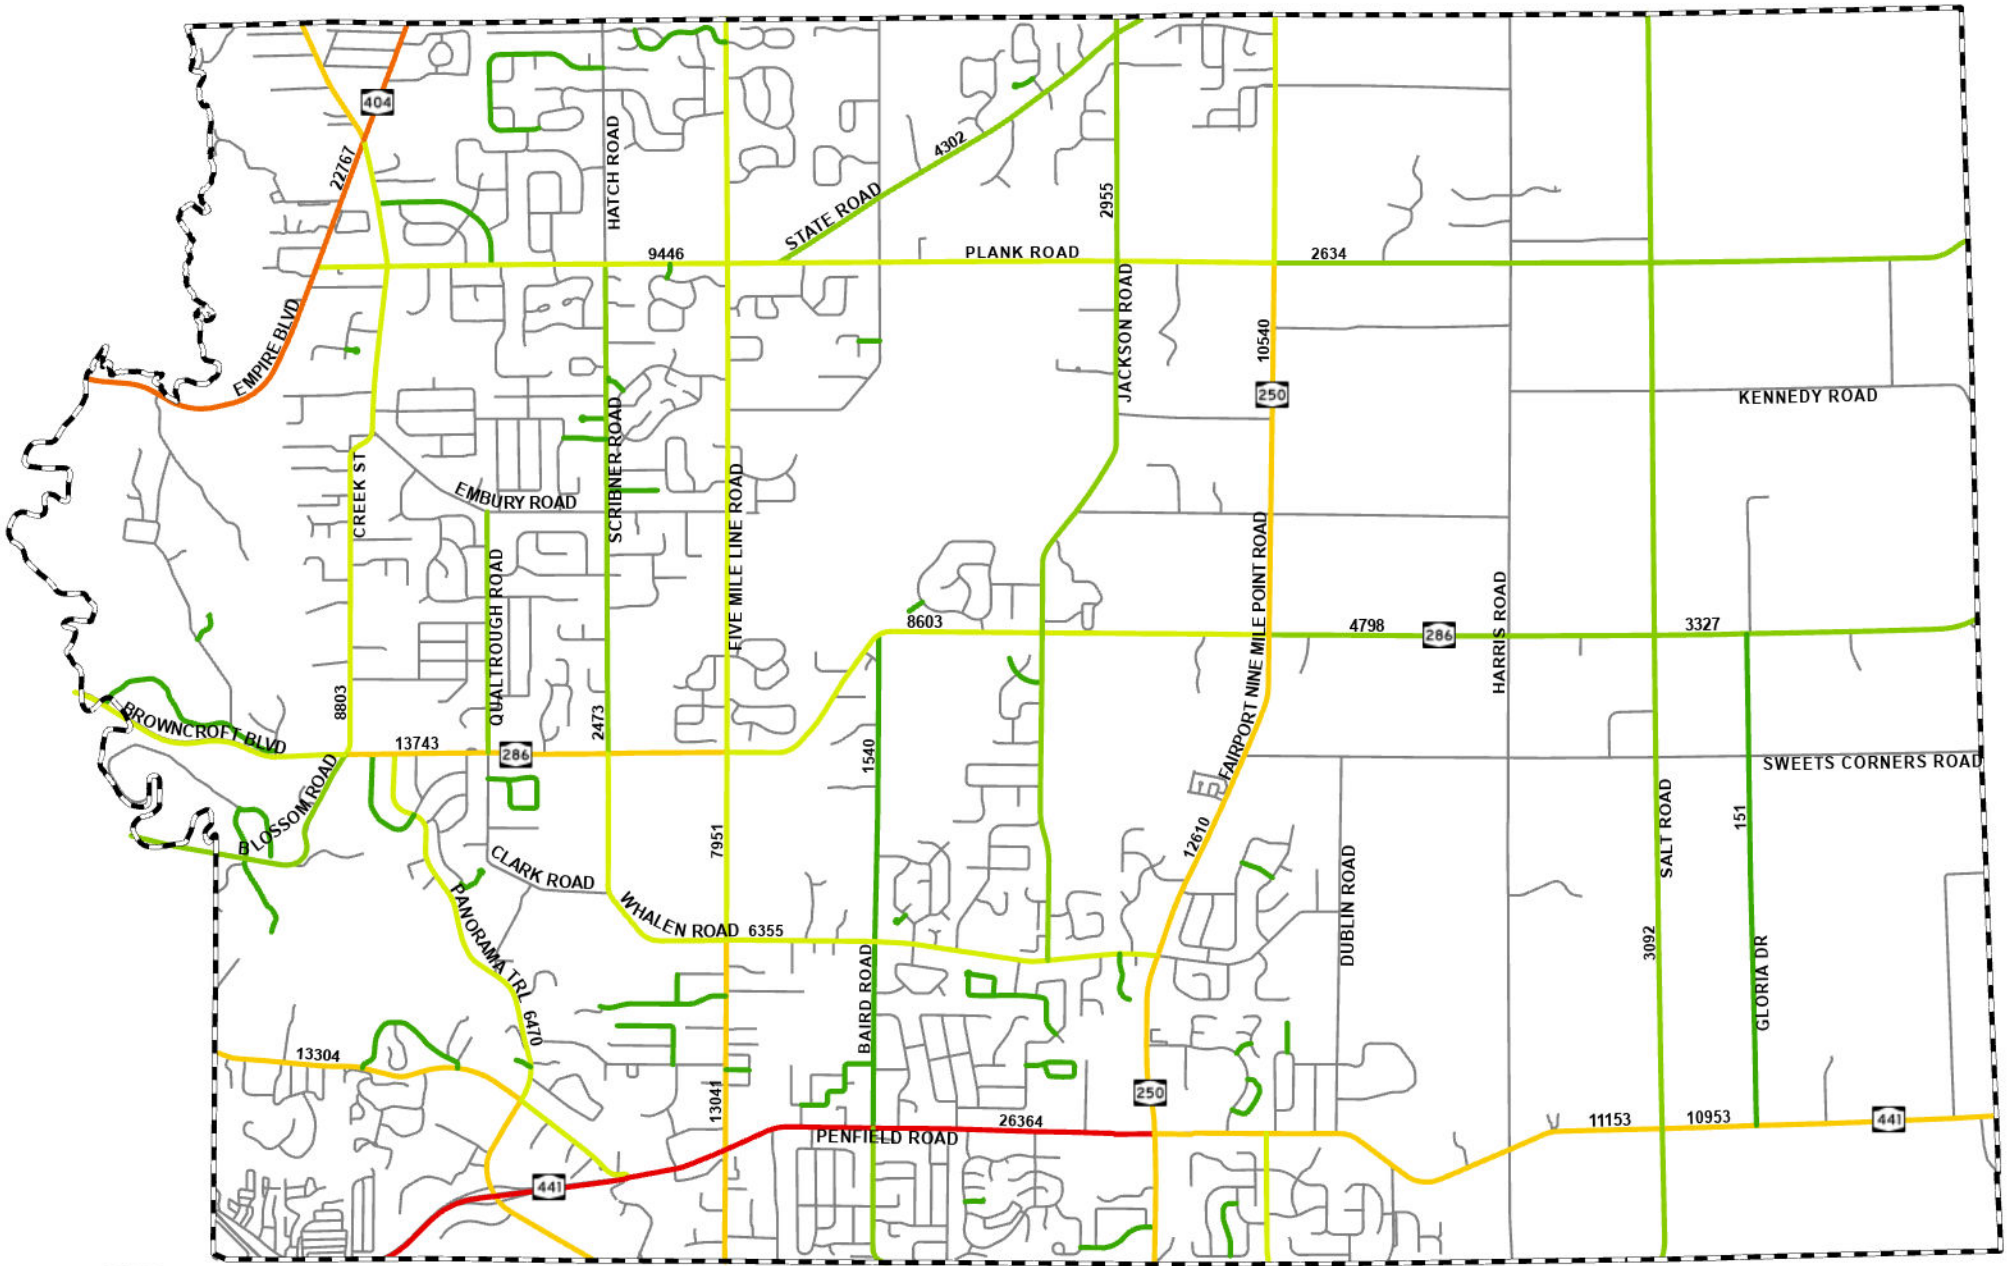 404
22767
HATCH ROAD
4302
STATE ROAD
2955
9446
PLANK ROAD
2634
EMPIRE BLVD
JACKSON ROAD
10540
250
KENNEDY ROAD
CREEK ST
EMBURY ROAD
SCRIBNER ROAD
FIVE MILE LINE ROAD
QUALTROUGH ROAD
FAIRPORT NINE MILE POINT ROAD
HARRIS ROAD
8603
4798
286
3327
8803
2473
BROWNCROFT BLVD
13743
286
1540
SWEETS CORNERS ROAD
BLOSSOM ROAD
7951
12610
SALT ROAD
151
CLARK ROAD
DUBLIN ROAD
PANORAMA TRL
WHALEN ROAD
6355
3092
BAIRD ROAD
GLORIA DR
6470
13304
13041
250
26364
PENFIELD ROAD
11153
10953
441
441